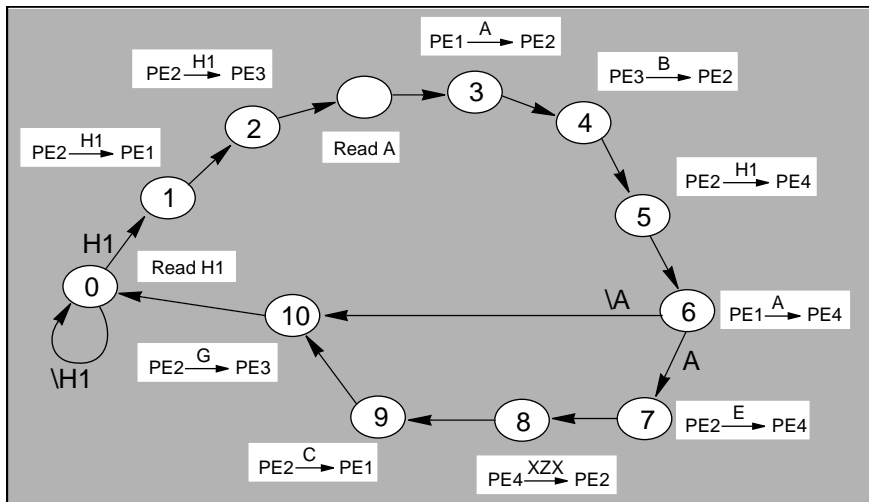 A
PE1 → PE2
H1
PE2 → PE3
B
PE3 → PE2
3
2
4
Read A
H1
PE2 → PE1
H1
PE2 → PE4
1
5
H1
Read H1
0
\A
6
A
PE1 → PE4
10
\H1
G
PE2 → PE3
A
9
8
7
E
PE2 → PE4
C
PE2 → PE1
XZX
PE4 → PE2